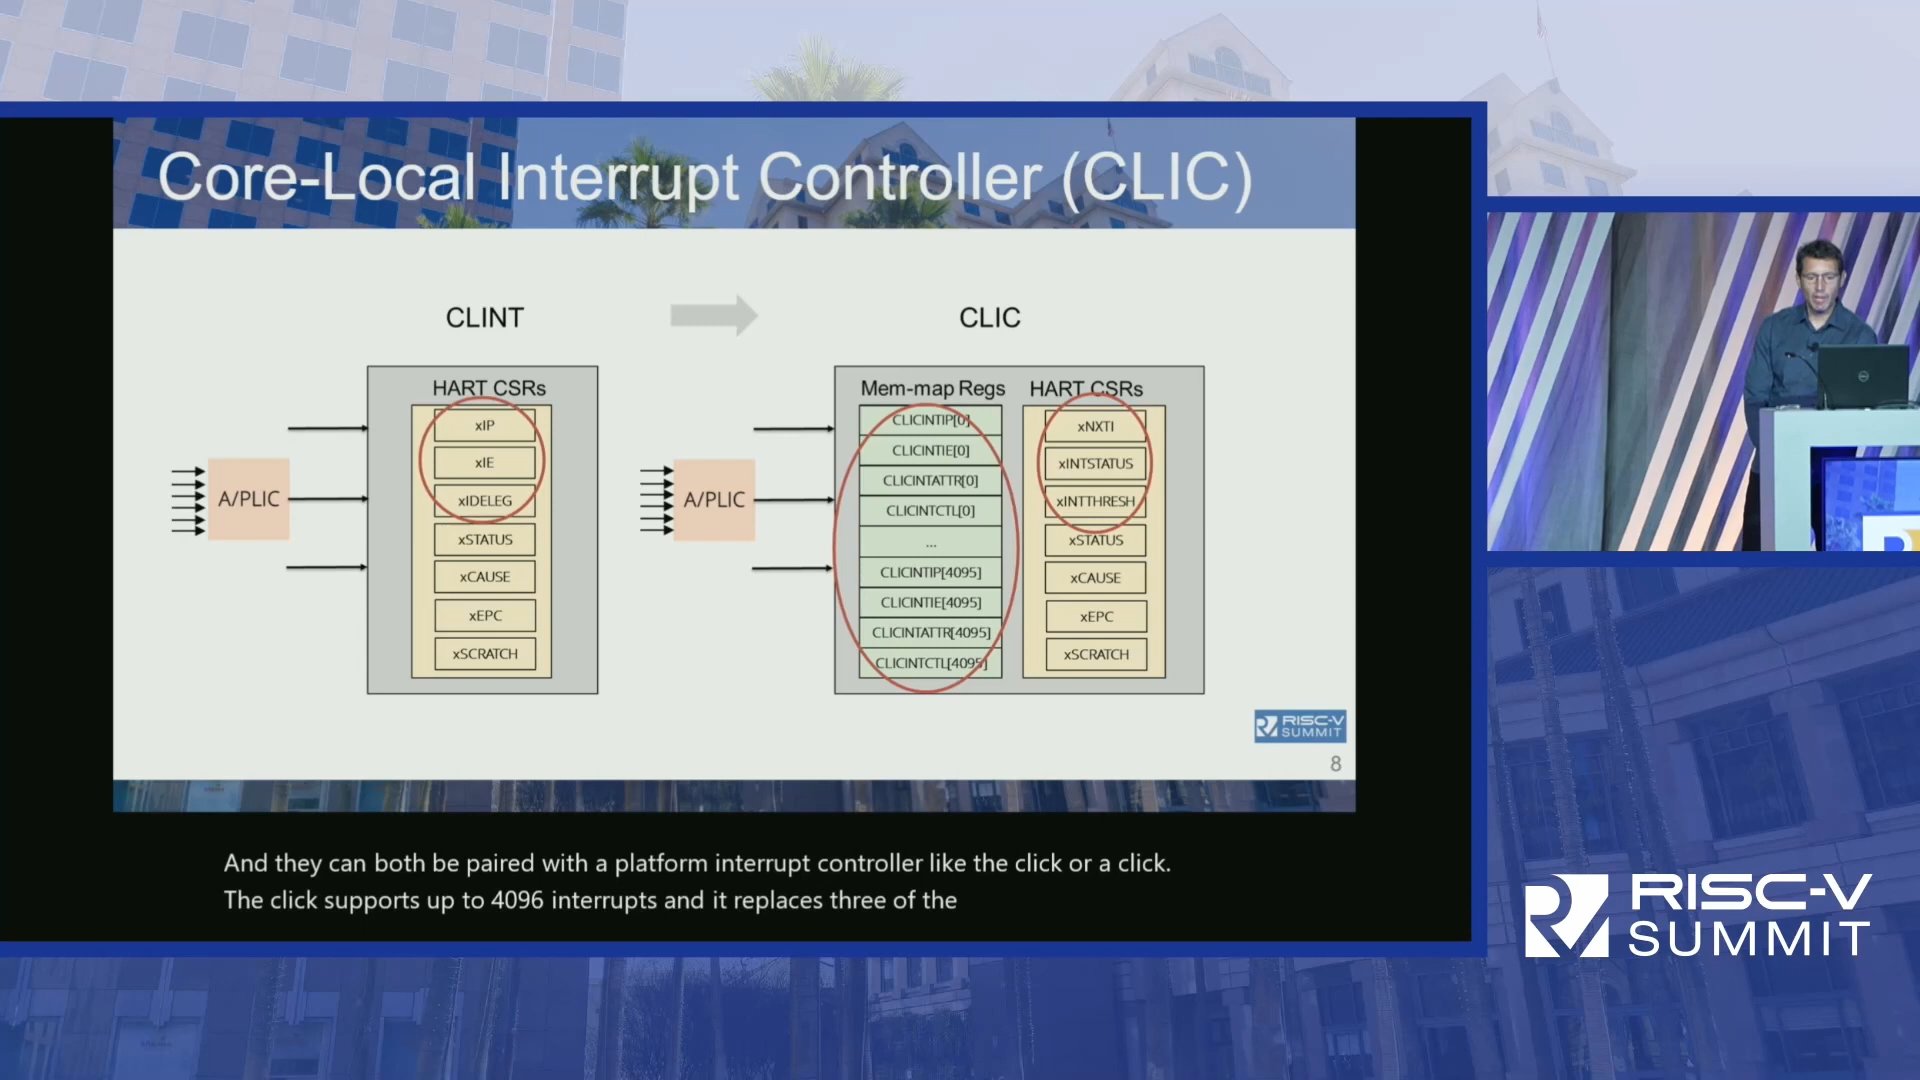 Core-Local Interrupt Controller (CLIC)
CLINT
CLIC
HART CSRs
xIP
xIE
xIDELEG
xSTATUS
xCAUSE
xEPC
xSCRATCH
A/PLIC
Mem-map Regs
CLICINTIP[0]
CLICINTIE[0]
CLICINTATTR[0]
CLICINTCTL[0]
...
CLICINTIP[4095]
CLICINTIE[4095]
CLICINTATTR[4095]
CLICINTCTL[4095]
HART CSRs
xNXTI
xINTSTATUS
xINTTHRESH
xSTATUS
xCAUSE
xEPC
xSCRATCH
A/PLIC
RISC-V
SUMMIT
8
And they can both be paired with a platform interrupt controller like the click or a click.
The click supports up to 4096 interrupts and it replaces three of the
RISC-V
SUMMIT